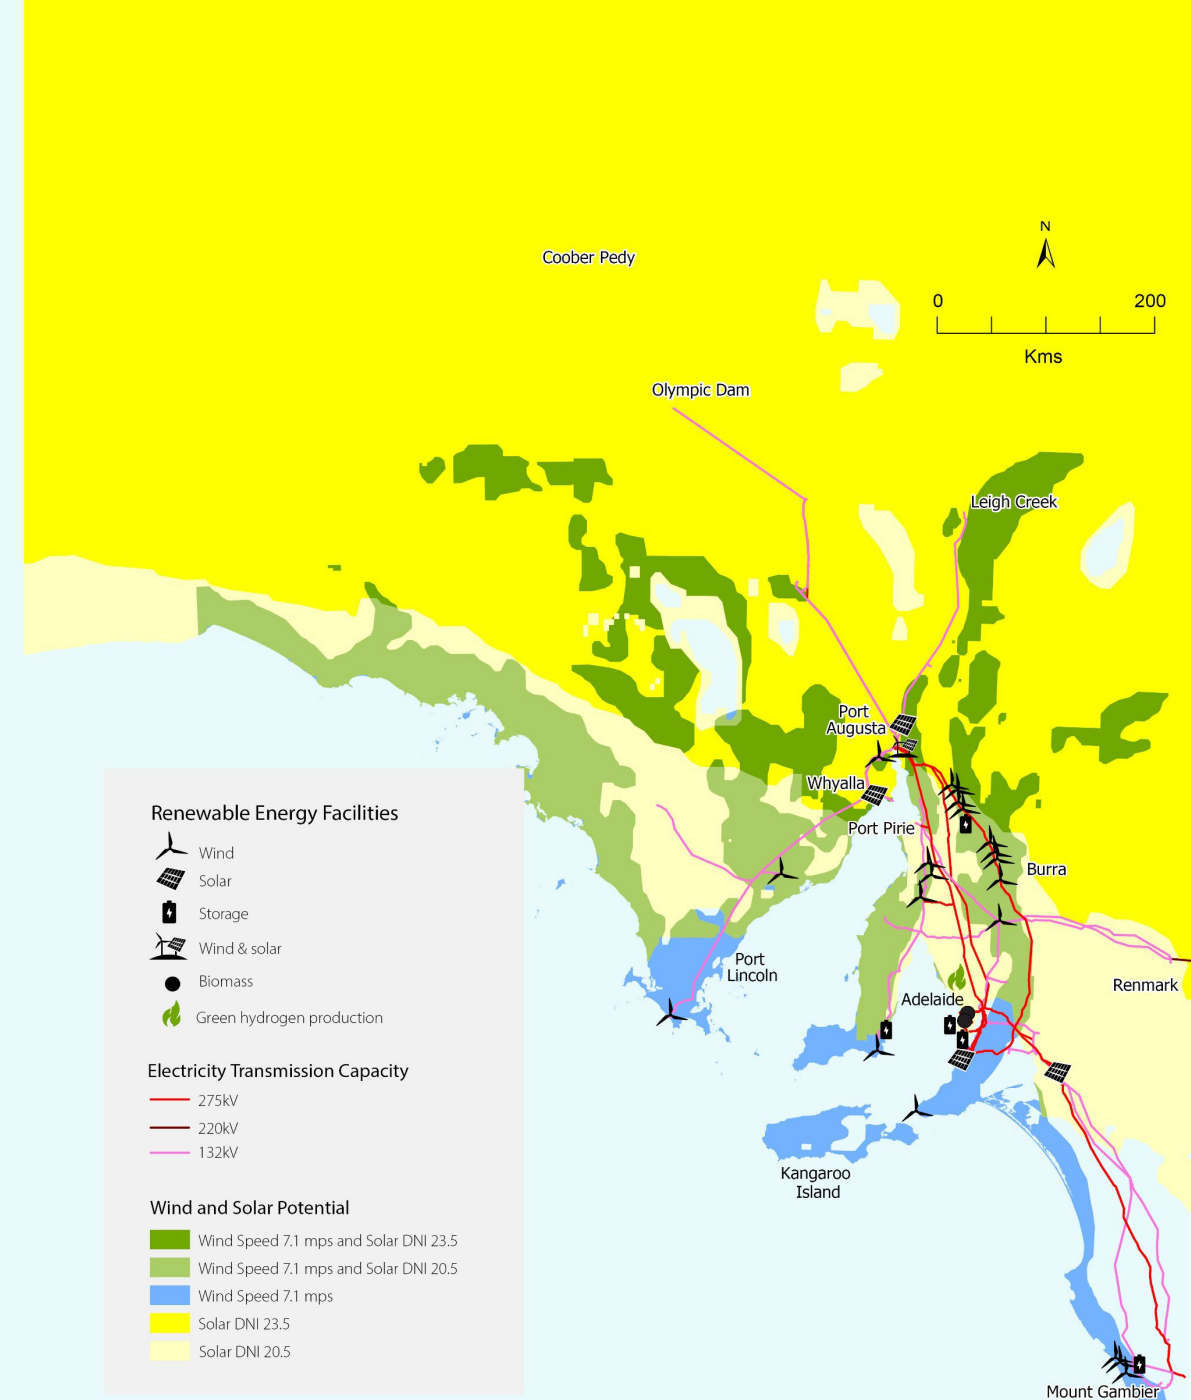 N
Coober Pedy
0 200
Kms
Olympic Dam
Leigh Creek
Port
Augusta
Whyalla
Port Pirie
Burra
Port
Lincoln
Renmark
Adelaide
Kangaroo
Island
Mount Gambier
Renewable Energy Facilities
Wind
Solar
Storage
Wind & solar
Biomass
Green hydrogen production
Electricity Transmission Capacity
275kV
220kV
132kV
Wind and Solar Potential
Wind Speed 7.1 mps and Solar DNI 23.5
Wind Speed 7.1 mps and Solar DNI 20.5
Wind Speed 7.1 mps
Solar DNI 23.5
Solar DNI 20.5